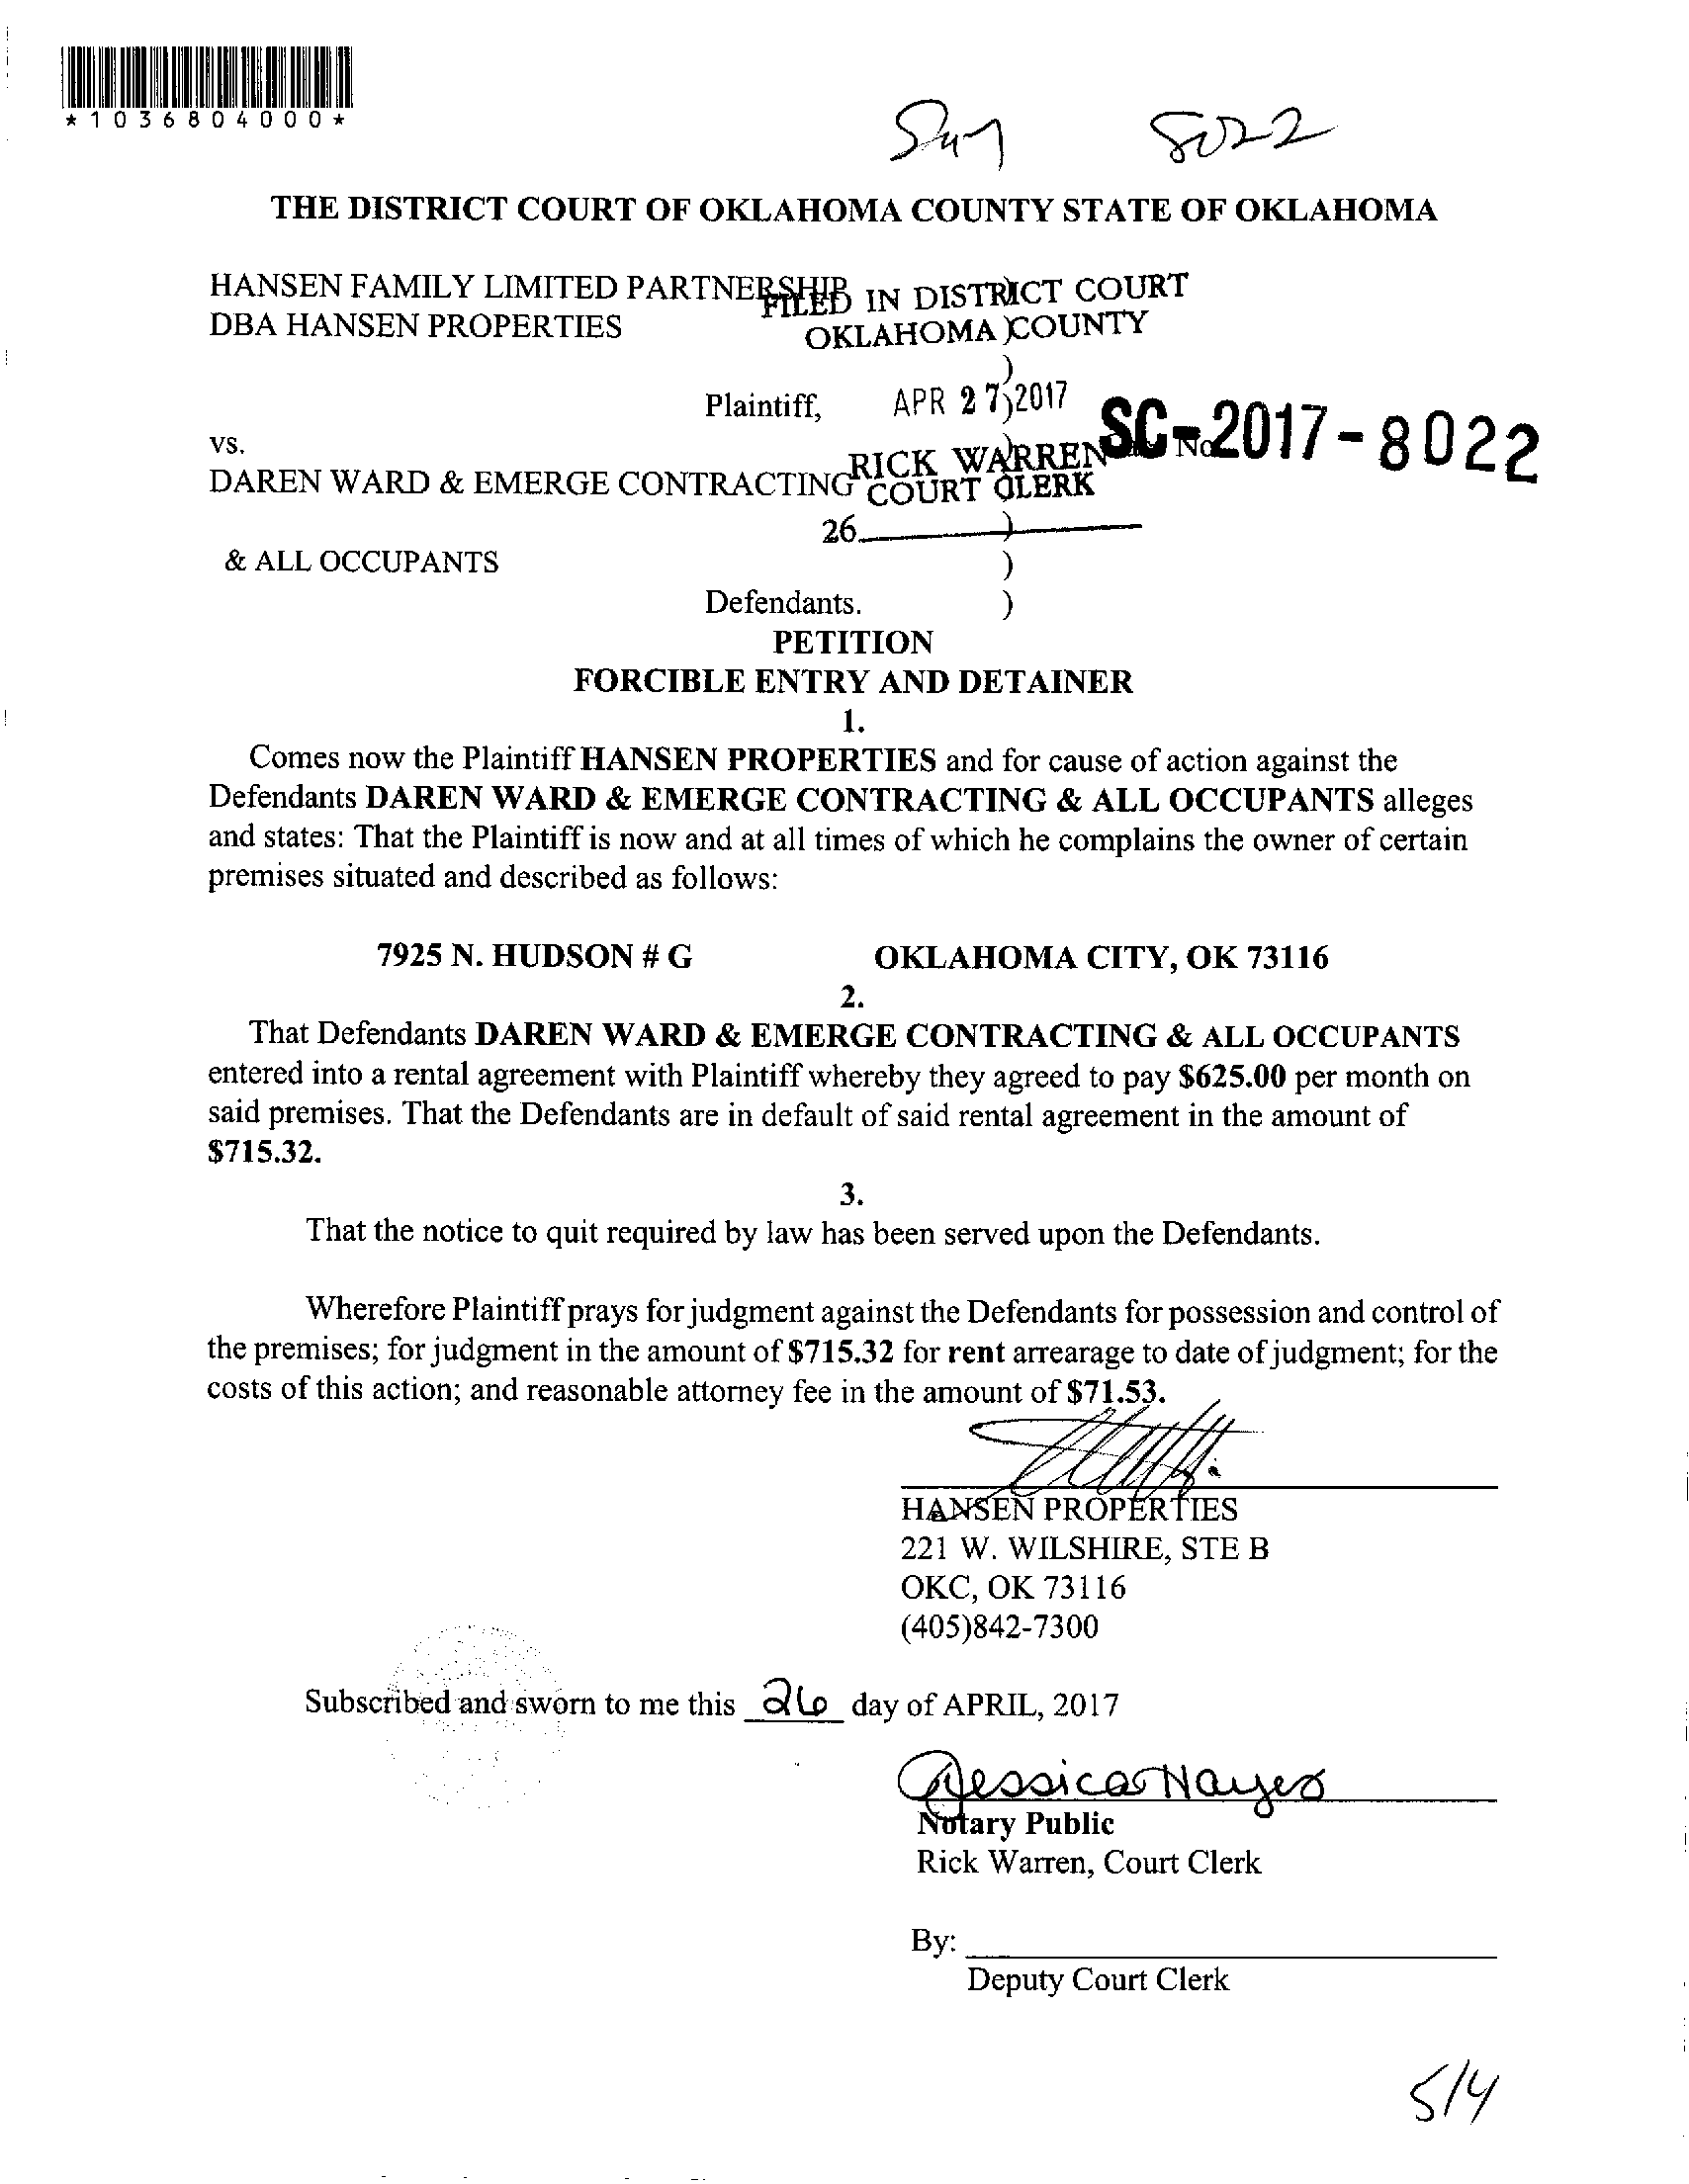 *1036804000*
8022
THE DISTRICT COURT OF OKLAHOMA COUNTY STATE OF OKLAHOMA
HANSEN FAMILY LIMITED PARTNERSHIP )
FILED IN DISTRICT COURT
DBA HANSEN PROPERTIES )
OKLAHOMA COUNTY
)
Plaintiff, )
APR 27 2017
SC-2017-8022
vs. ) No
RICK WARREN
DAREN WARD & EMERGE CONTRACTING )
COURT CLERK
26 )
& ALL OCCUPANTS )
Defendants. )
PETITION
FORCIBLE ENTRY AND DETAINER
1.
Comes now the Plaintiff HANSEN PROPERTIES and for cause of action against the
Defendants DAREN WARD & EMERGE CONTRACTING & ALL OCCUPANTS alleges
and states: That the Plaintiff is now and at all times of which he complains the owner of certain
premises situated and described as follows:
7925 N. HUDSON # G OKLAHOMA CITY, OK 73116
2.
That Defendants DAREN WARD & EMERGE CONTRACTING & ALL OCCUPANTS
entered into a rental agreement with Plaintiff whereby they agreed to pay $625.00 per month on
said premises. That the Defendants are in default of said rental agreement in the amount of
$715.32.
3.
That the notice to quit required by law has been served upon the Defendants.
Wherefore Plaintiff prays for judgment against the Defendants for possession and control of
the premises; for judgment in the amount of $715.32 for rent arrearage to date of judgment; for the
costs of this action; and reasonable attorney fee in the amount of $71.53.
HANSEN PROPERTIES
221 W. WILSHIRE, STE B
OKC, OK 73116
(405)842-7300
Subscribed and sworn to me this 26 day of APRIL, 2017
Jessica Hayes
Notary Public
Rick Warren, Court Clerk
By:
Deputy Court Clerk
5/4